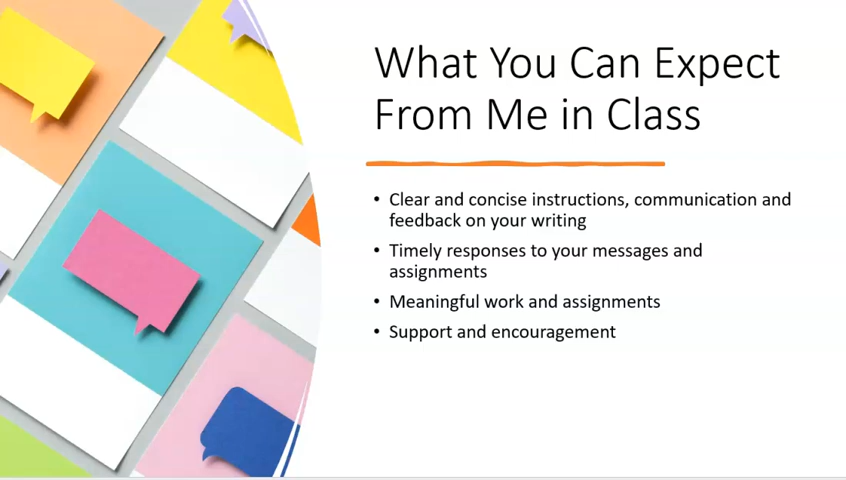 What You Can Expect
From Me in Class
• Clear and concise instructions, communication and
feedback on your writing
• Timely responses to your messages and
assignments
• Meaningful work and assignments
• Support and encouragement